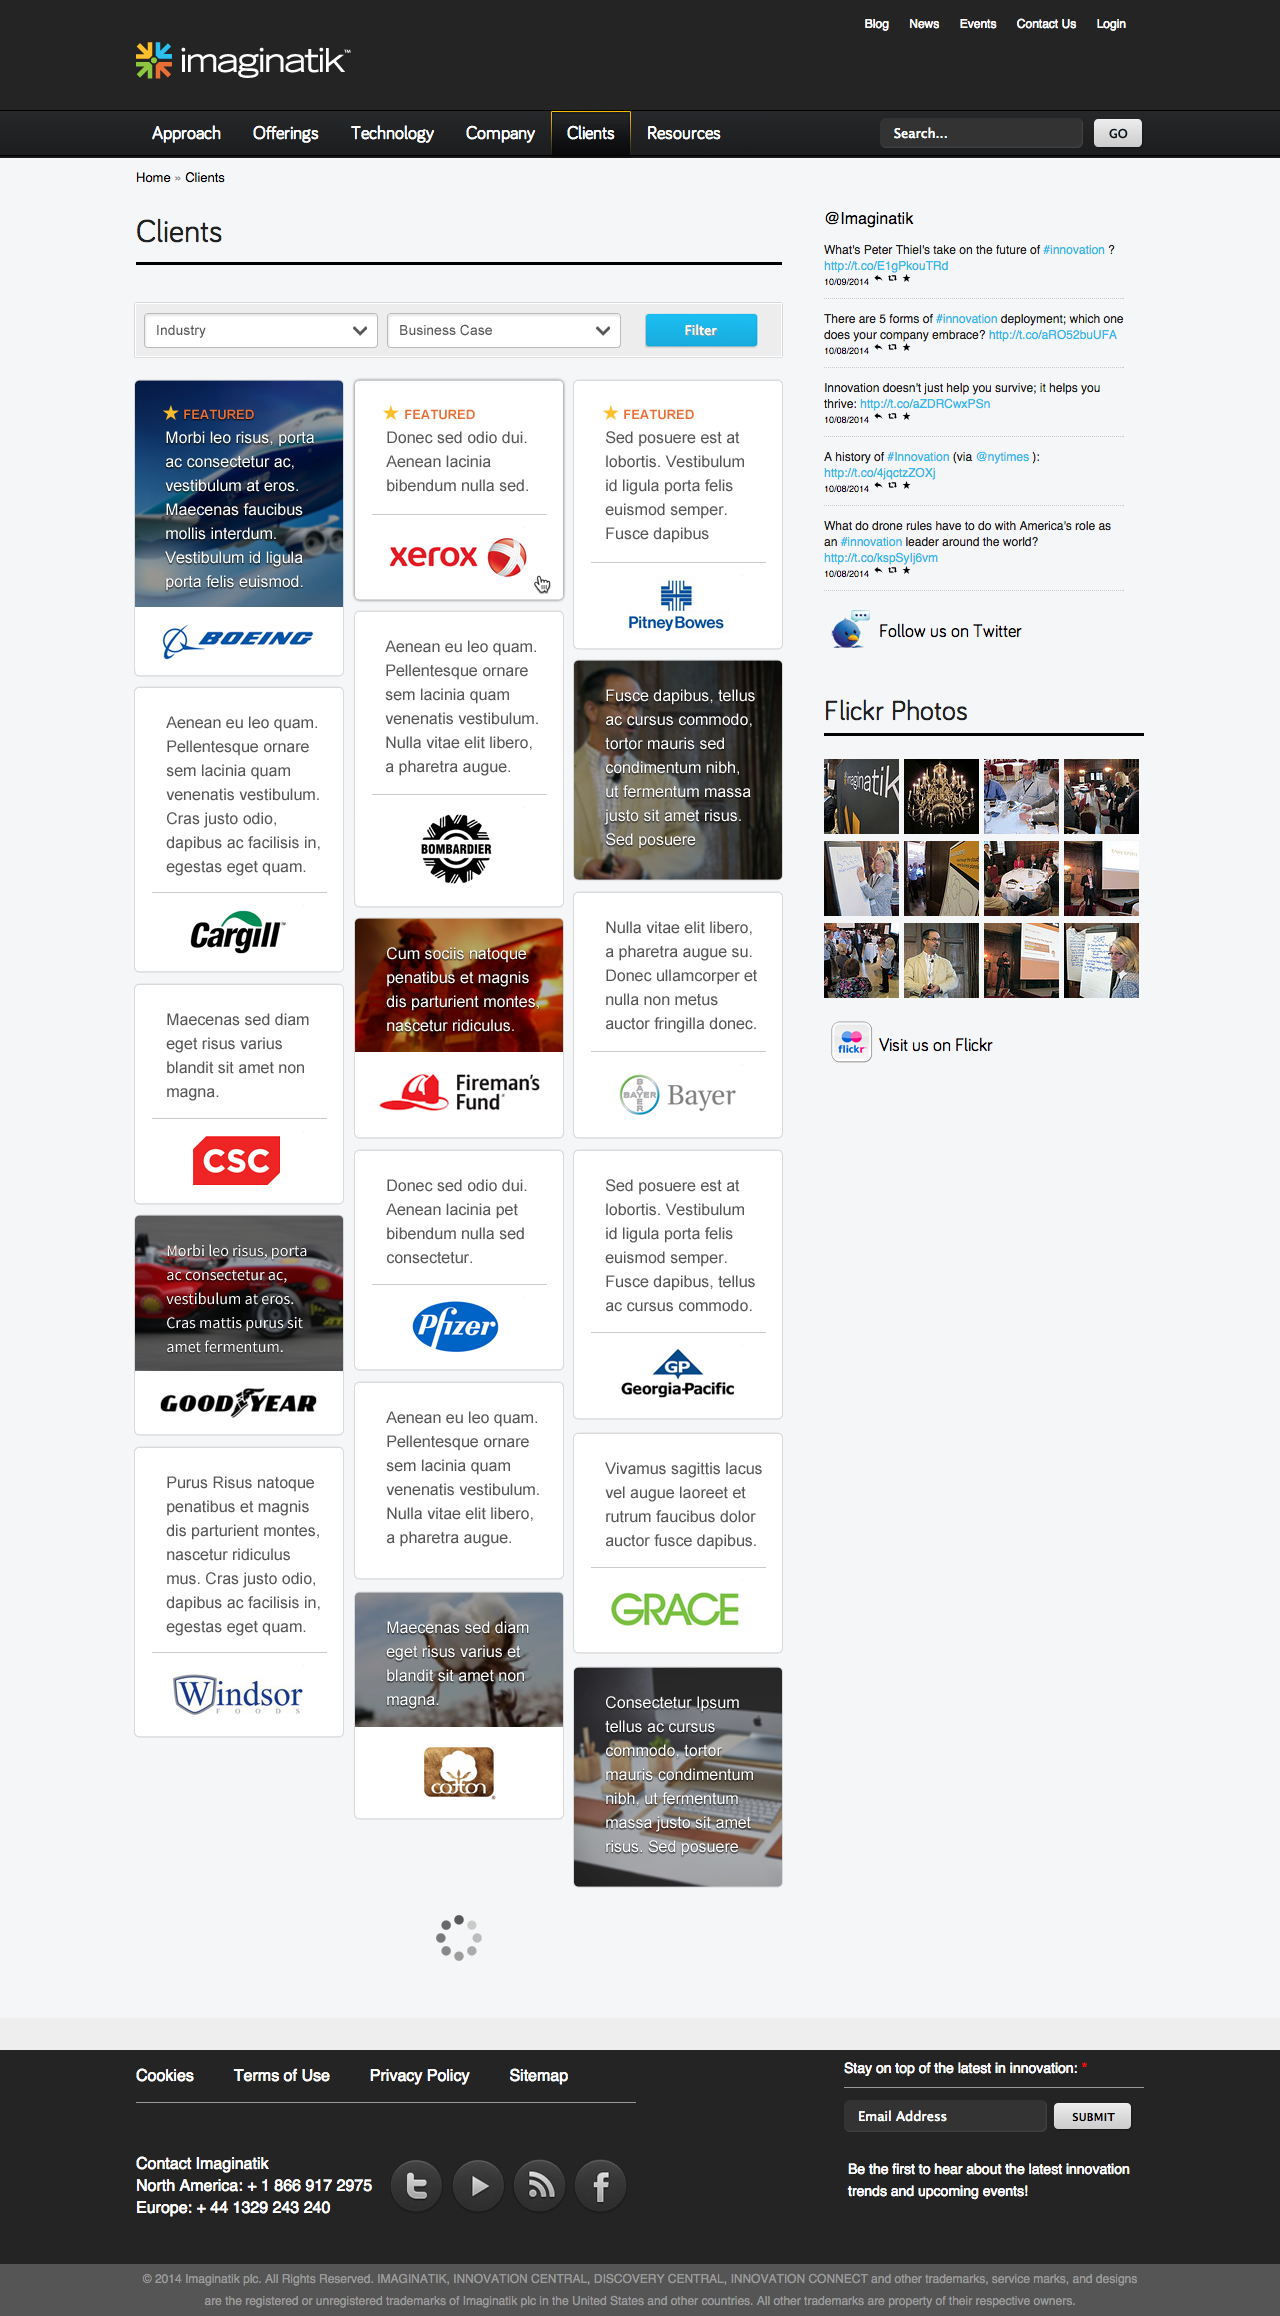 Blog News Events Contact Us Login
imaginatik™
Approach Offerings Technology Company Clients Resources
Search... GO
Home » Clients
Clients
Industry Business Case Filter
FEATURED
Morbi leo risus, porta
ac consectetur ac,
vestibulum at eros.
Maecenas faucibus
mollis interdum.
Vestibulum id ligula
porta felis euismod.
BOEING
Aenean eu leo quam.
Pellentesque ornare
sem lacinia quam
venenatis vestibulum.
Cras justo odio,
dapibus ac facilisis in,
egestas eget quam.
Cargill™
Maecenas sed diam
eget risus varius
blandit sit amet non
magna.
CSC
Morbi leo risus, porta
ac consectetur ac,
vestibulum at eros.
Cras mattis purus sit
amet fermentum.
GOODYEAR
Purus Risus natoque
penatibus et magnis
dis parturient montes,
nascetur ridiculus
mus. Cras justo odio,
dapibus ac facilisis in,
egestas eget quam.
Windsor
FOODS
FEATURED
Donec sed odio dui.
Aenean lacinia
bibendum nulla sed.
xerox
Aenean eu leo quam.
Pellentesque ornare
sem lacinia quam
venenatis vestibulum.
Nulla vitae elit libero,
a pharetra augue.
BOMBARDIER
Cum sociis natoque
penatibus et magnis
dis parturient montes,
nascetur ridiculus.
Fireman's
Fund®
Donec sed odio dui.
Aenean lacinia pet
bibendum nulla sed
consectetur.
Pfizer
Aenean eu leo quam.
Pellentesque ornare
sem lacinia quam
venenatis vestibulum.
Nulla vitae elit libero,
a pharetra augue.
Maecenas sed diam
eget risus varius et
blandit sit amet non
magna.
cotton®
FEATURED
Sed posuere est at
lobortis. Vestibulum
id ligula porta felis
euismod semper.
Fusce dapibus
PitneyBowes
Fusce dapibus, tellus
ac cursus commodo,
tortor mauris sed
condimentum nibh,
ut fermentum massa
justo sit amet risus.
Sed posuere
Nulla vitae elit libero,
a pharetra augue su.
Donec ullamcorper et
nulla non metus
auctor fringilla donec.
BAYER
Bayer
Sed posuere est at
lobortis. Vestibulum
id ligula porta felis
euismod semper.
Fusce dapibus, tellus
ac cursus commodo.
GP
Georgia-Pacific
Vivamus sagittis lacus
vel augue laoreet et
rutrum faucibus dolor
auctor fusce dapibus.
GRACE
Consectetur Ipsum
tellus ac cursus
commodo, tortor
mauris condimentum
nibh, ut fermentum
massa justo sit amet
risus. Sed posuere
@Imaginatik
What's Peter Thiel's take on the future of #innovation ?
http://t.co/E1gPkouTRd
10/09/2014
There are 5 forms of #innovation deployment; which one
does your company embrace? http://t.co/aRO52buUFA
10/08/2014
Innovation doesn't just help you survive; it helps you
thrive: http://t.co/aZDRCwxPSn
10/08/2014
A history of #Innovation (via @nytimes ):
http://t.co/4jqctzZOXj
10/08/2014
What do drone rules have to do with America's role as
an #innovation leader around the world?
http://t.co/kspSyIj6vm
10/08/2014
Follow us on Twitter
Flickr Photos
imaginatik
flickr
Visit us on Flickr
Cookies Terms of Use Privacy Policy Sitemap
Contact Imaginatik
North America: + 1 866 917 2975
Europe: + 44 1329 243 240
Stay on top of the latest in innovation: *
Email Address SUBMIT
Be the first to hear about the latest innovation
trends and upcoming events!
© 2014 Imaginatik plc. All Rights Reserved. IMAGINATIK, INNOVATION CENTRAL, DISCOVERY CENTRAL, INNOVATION CONNECT and other trademarks, service marks, and designs
are the registered or unregistered trademarks of Imaginatik plc in the United States and other countries. All other trademarks are property of their respective owners.